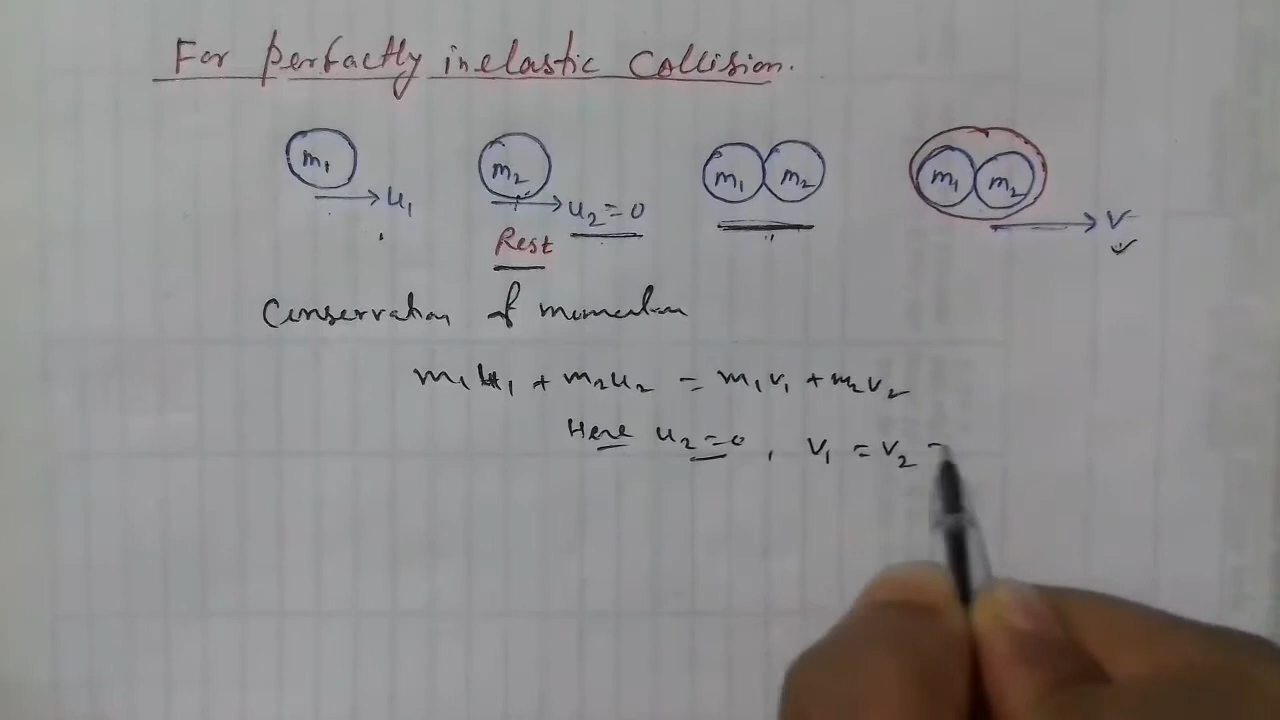 For perfactly inelastic Collision.
m₁ m₂ m₁ m₂ m₁ m₂
u₁ u₂=0 v
Rest
Conservation of momentum
m₁u₁ + m₂u₂ = m₁v₁ + m₂v₂
Here u₂=0, v₁ = v₂ =